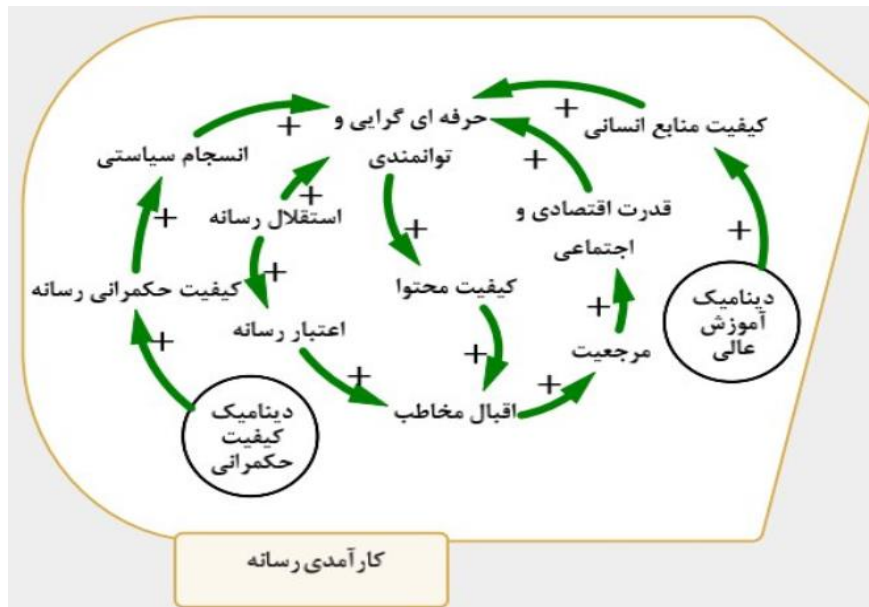 حرفه ای گرایی و
توانمندی
کیفیت منابع انسانی
انسجام سیاستی
استقلال رسانه
قدرت اقتصادی و
اجتماعی
کیفیت حکمرانی رسانه
کیفیت محتوا
دینامیک
آموزش
عالی
اعتبار رسانه
مرجعیت
اقبال مخاطب
دینامیک
کیفیت
حکمرانی
کارآمدی رسانه
+
+
+
+
+
+
+
+
+
+
+
+
+